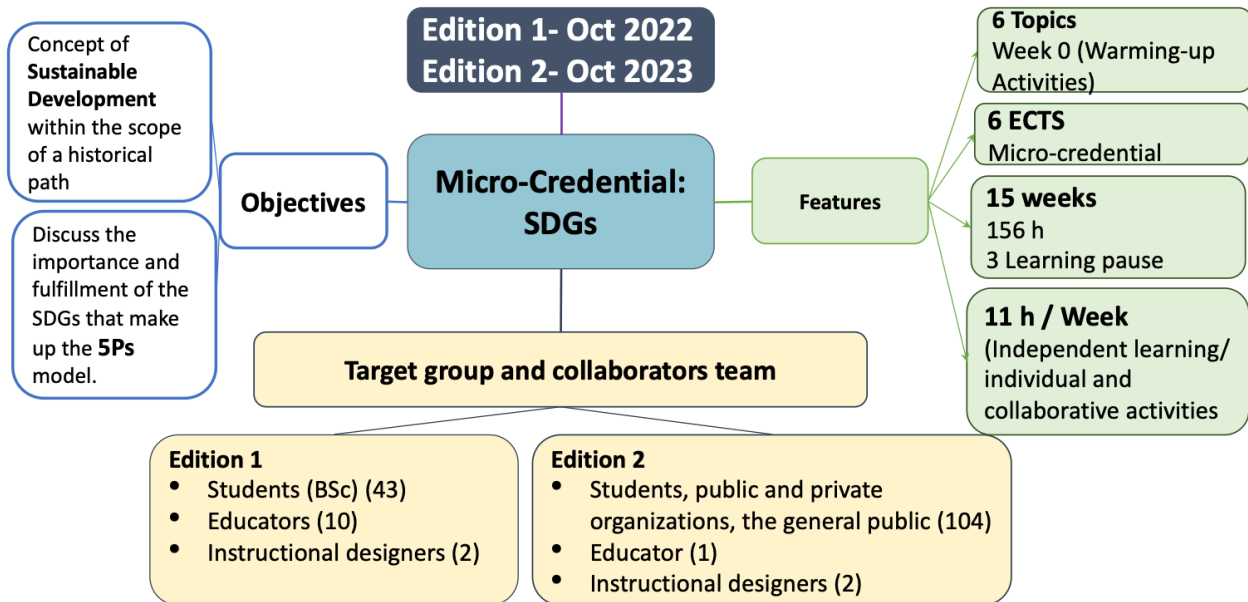 Edition 1- Oct 2022
Edition 2- Oct 2023
Micro-Credential:
SDGs
Objectives
Concept of
Sustainable
Development
within the scope
of a historical
path
Discuss the
importance and
fulfillment of the
SDGs that make
up the 5Ps
model.
Features
6 Topics
Week 0 (Warming-up
Activities)
6 ECTS
Micro-credential
15 weeks
156 h
3 Learning pause
11 h / Week
(Independent learning/
individual and
collaborative activities
Target group and collaborators team
Edition 1
• Students (BSc) (43)
• Educators (10)
• Instructional designers (2)
Edition 2
• Students, public and private
organizations, the general public (104)
• Educator (1)
• Instructional designers (2)